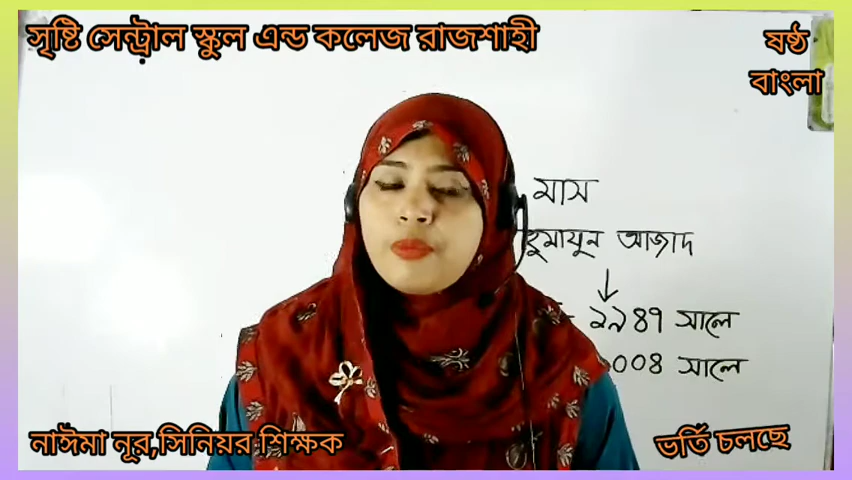 সৃষ্টি সেন্ট্রাল স্কুল এন্ড কলেজ রাজশাহী
ষষ্ঠ
বাংলা
মাস
হুমায়ুন আজাদ
১৯৪৭ সালে
০০৪ সালে
নাঈমা নূর,সিনিয়র শিক্ষক
ভর্তি চলছে